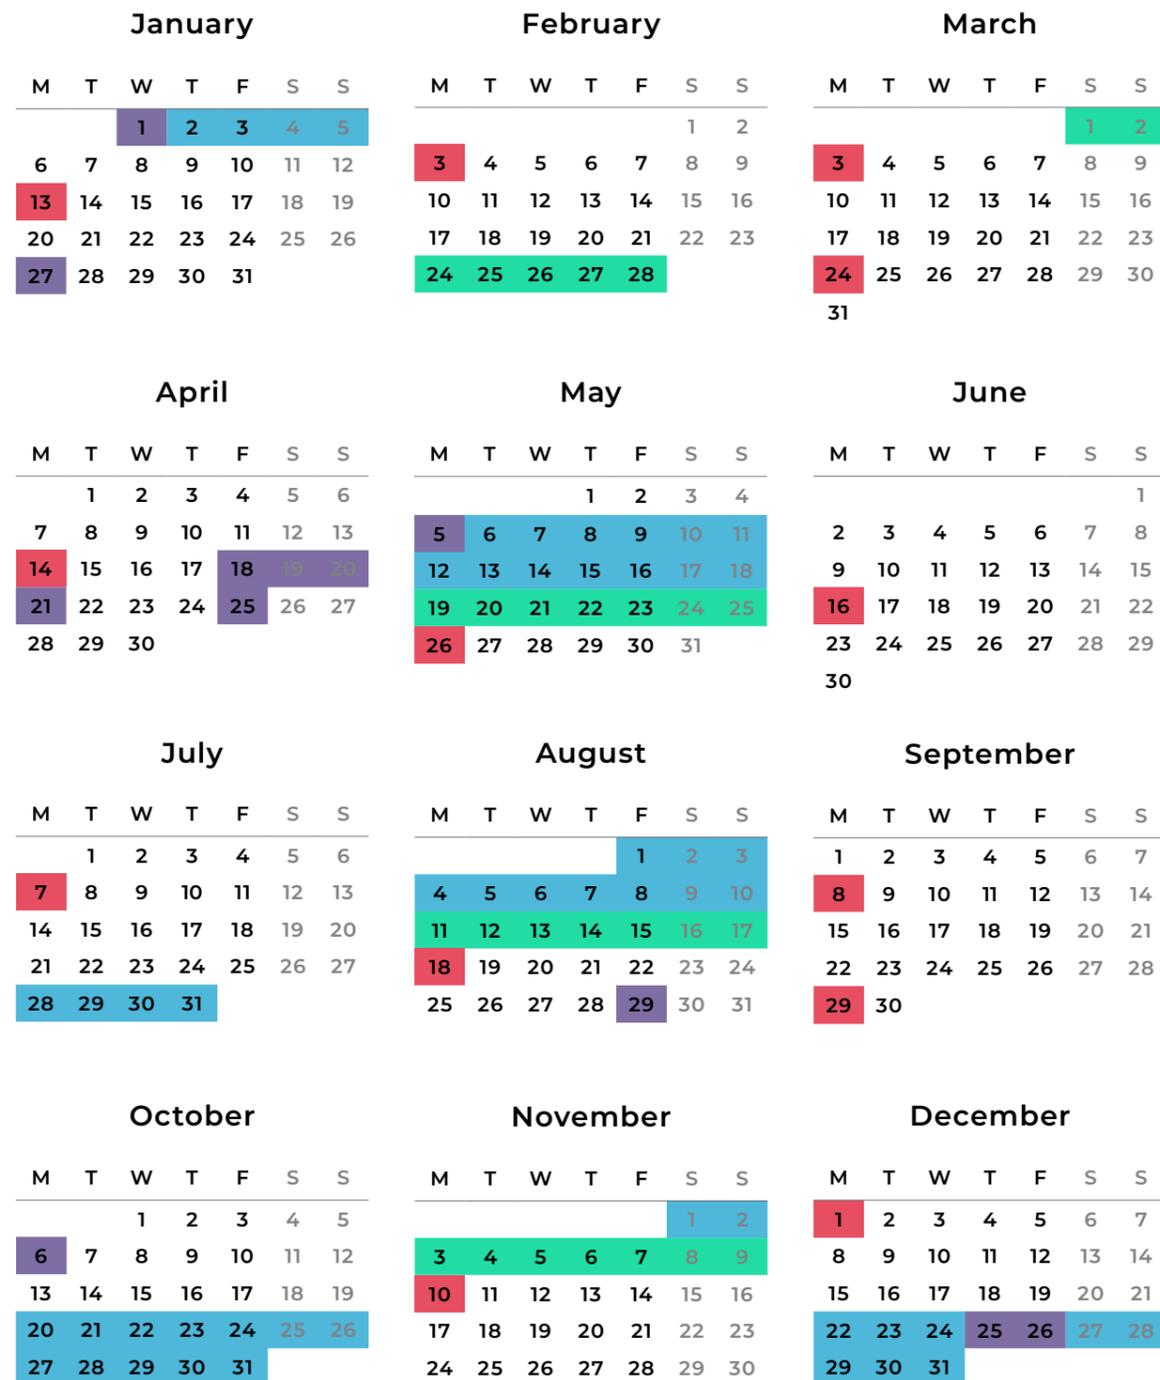 January
M T W T F S S
1 2 3 4 5
6 7 8 9 10 11 12
13 14 15 16 17 18 19
20 21 22 23 24 25 26
27 28 29 30 31
February
M T W T F S S
1 2
3 4 5 6 7 8 9
10 11 12 13 14 15 16
17 18 19 20 21 22 23
24 25 26 27 28
March
M T W T F S S
1 2
3 4 5 6 7 8 9
10 11 12 13 14 15 16
17 18 19 20 21 22 23
24 25 26 27 28 29 30
31
April
M T W T F S S
1 2 3 4 5 6
7 8 9 10 11 12 13
14 15 16 17 18 19 20
21 22 23 24 25 26 27
28 29 30
May
M T W T F S S
1 2 3 4
5 6 7 8 9 10 11
12 13 14 15 16 17 18
19 20 21 22 23 24 25
26 27 28 29 30 31
June
M T W T F S S
1
2 3 4 5 6 7 8
9 10 11 12 13 14 15
16 17 18 19 20 21 22
23 24 25 26 27 28 29
30
July
M T W T F S S
1 2 3 4 5 6
7 8 9 10 11 12 13
14 15 16 17 18 19 20
21 22 23 24 25 26 27
28 29 30 31
August
M T W T F S S
1 2 3
4 5 6 7 8 9 10
11 12 13 14 15 16 17
18 19 20 21 22 23 24
25 26 27 28 29 30 31
September
M T W T F S S
1 2 3 4 5 6 7
8 9 10 11 12 13 14
15 16 17 18 19 20 21
22 23 24 25 26 27 28
29 30
October
M T W T F S S
1 2 3 4 5
6 7 8 9 10 11 12
13 14 15 16 17 18 19
20 21 22 23 24 25 26
27 28 29 30 31
November
M T W T F S S
1 2
3 4 5 6 7 8 9
10 11 12 13 14 15 16
17 18 19 20 21 22 23
24 25 26 27 28 29 30
December
M T W T F S S
1 2 3 4 5 6 7
8 9 10 11 12 13 14
15 16 17 18 19 20 21
22 23 24 25 26 27 28
29 30 31